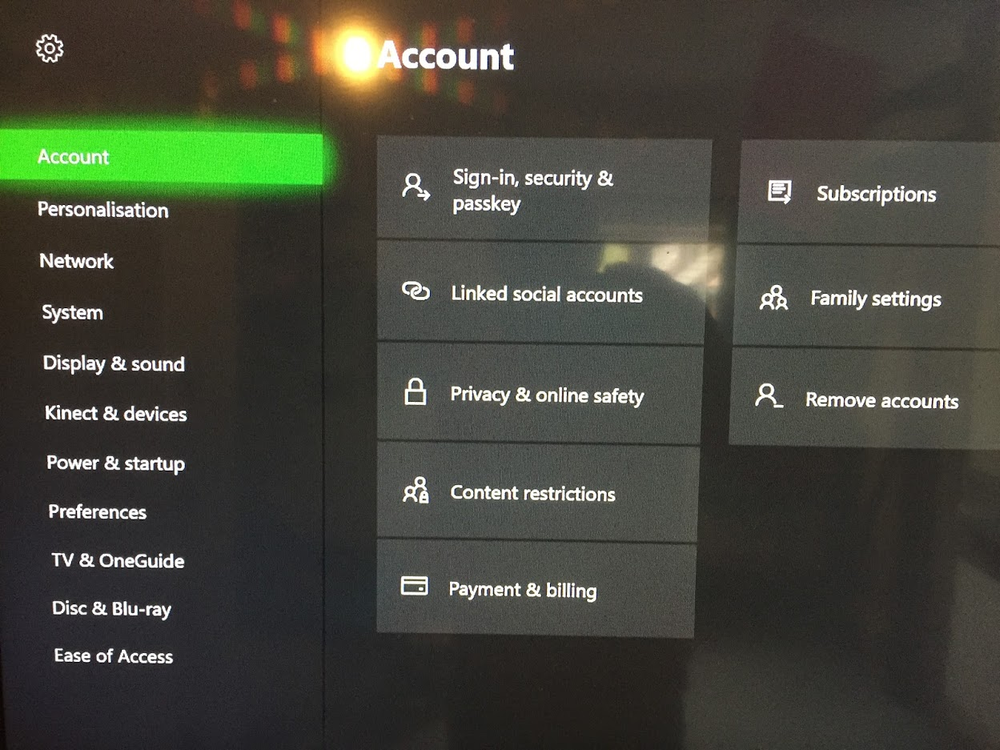 Account
Account
Personalisation
Network
System
Display & sound
Kinect & devices
Power & startup
Preferences
TV & OneGuide
Disc & Blu-ray
Ease of Access
Sign-in, security &
passkey
Linked social accounts
Privacy & online safety
Content restrictions
Payment & billing
Subscriptions
Family settings
Remove accounts